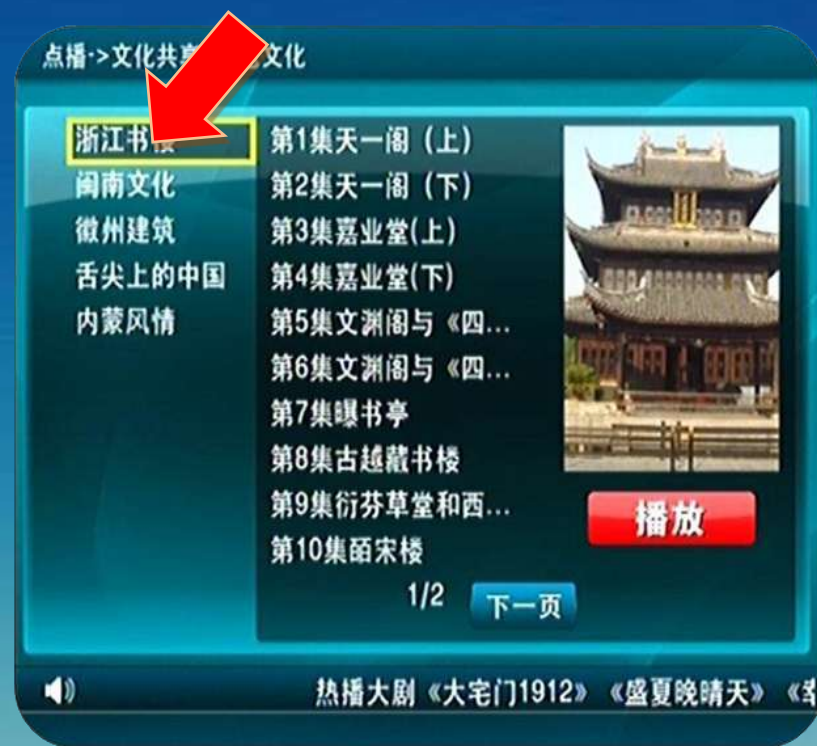 点播->文化共 文化
浙江书
闽南文化
徽州建筑
舌尖上的中国
内蒙风情
第1集天一阁（上）
第2集天一阁（下）
第3集嘉业堂(上)
第4集嘉业堂(下)
第5集文渊阁与《四...
第6集文渊阁与《四...
第7集曝书亭
第8集古越藏书楼
第9集衍芬草堂和西...
第10集皕宋楼
播放
1/2 下一页
热播大剧《大宅门1912》 《盛夏晚晴天》 《